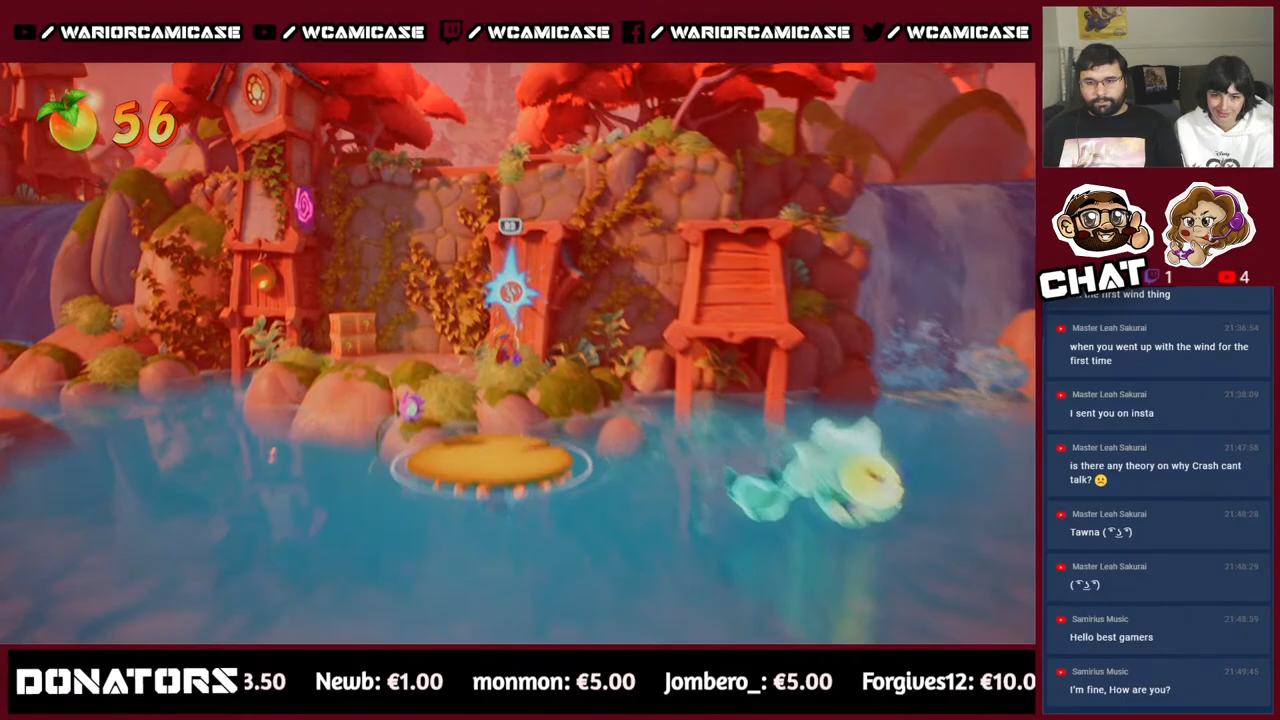 / WARIORCAMICASE / WCAMICASE / WCAMICASE / WARIORCAMICASE / WCAMICASE
56
CHAT 1 4
the first wind thing
Master Leah Sakurai 21:36:54
when you went up with the wind for the
first time
Master Leah Sakurai 21:38:09
I sent you on insta
Master Leah Sakurai 21:47:58
is there any theory on why Crash cant
talk? 🙁
Master Leah Sakurai 21:48:28
Tawna ( ͡° ͜ʖ ͡°)
Master Leah Sakurai 21:48:29
( ͡° ͜ʖ ͡°)
Samirius Music 21:48:59
Hello best gamers
Samirius Music 21:49:45
I'm fine, How are you?
DONATORS 3.50 Newb: €1.00 monmon: €5.00 Jombero_: €5.00 Forgives12: €10.0